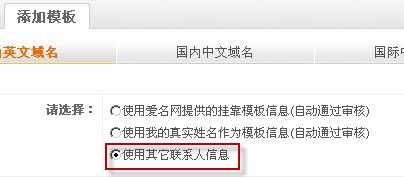 添加模板
英文域名 国内中文域名 国际
请选择： 使用爱名网提供的挂靠模板信息(自动通过审核)
使用我的真实姓名作为模板信息(自动通过审核)
使用其它联系人信息